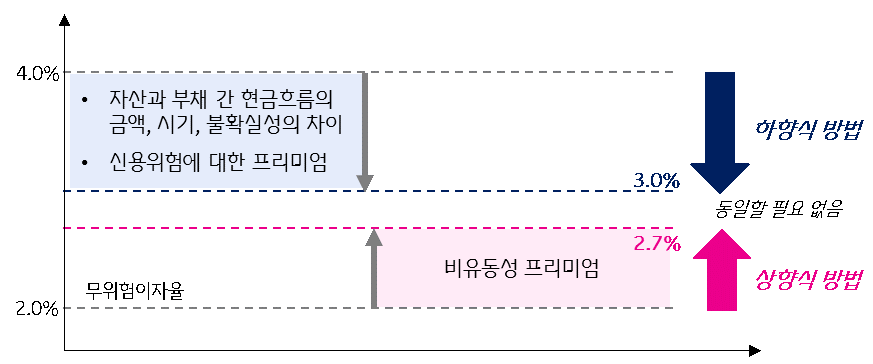 4.0%
• 자산과 부채 간 현금흐름의
금액, 시기, 불확실성의 차이
• 신용위험에 대한 프리미엄
하향식 방법
3.0%
동일할 필요 없음
2.7%
비유동성 프리미엄
상향식 방법
무위험이자율
2.0%